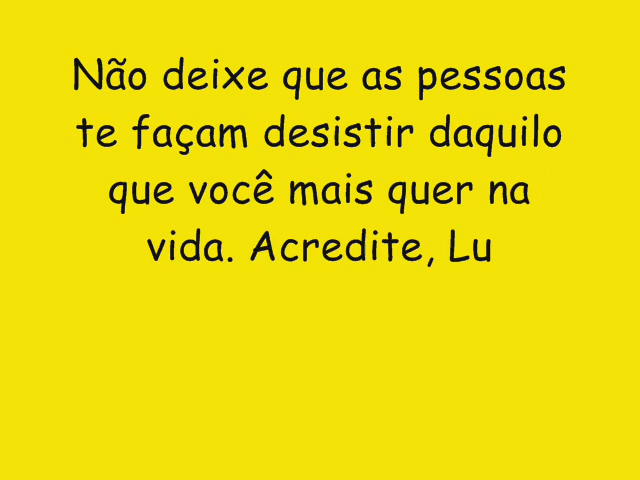 Não deixe que as pessoas
te façam desistir daquilo
que você mais quer na
vida. Acredite, Lu